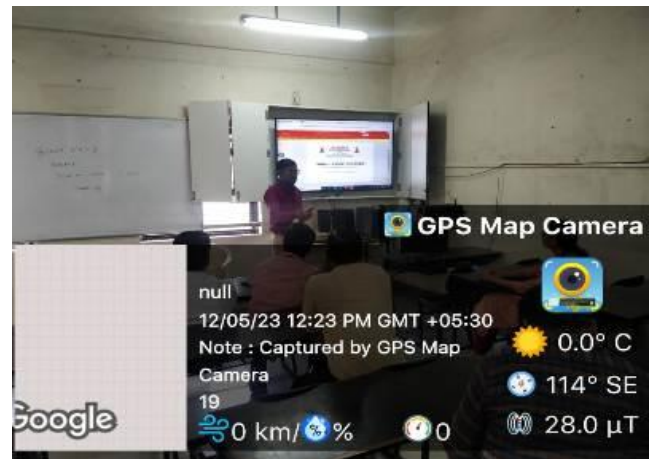 GPS Map Camera
null
12/05/23 12:23 PM GMT +05:30
Note : Captured by GPS Map
Camera
19
0.0° C
114° SE
Google
0 km/ %
0
28.0 μT